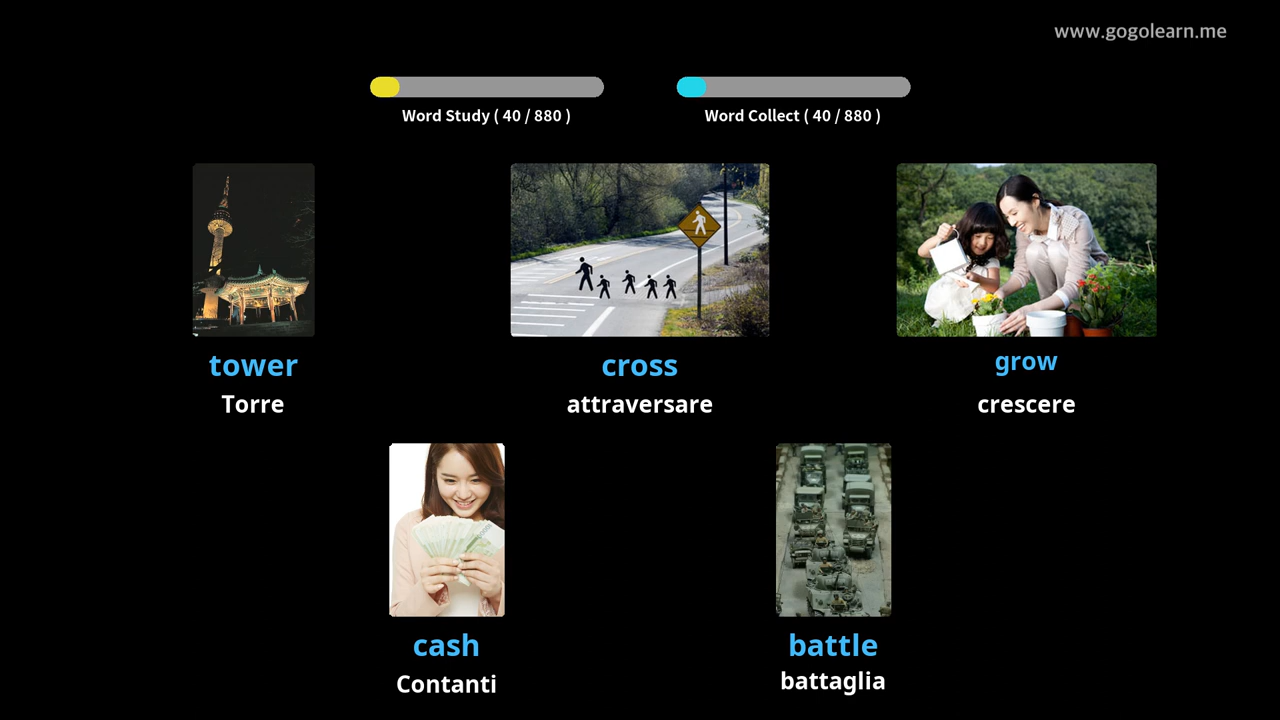 www.gogolearn.me
Word Study ( 40 / 880 )
Word Collect ( 40 / 880 )
tower
Torre
cross
attraversare
grow
crescere
cash
Contanti
battle
battaglia